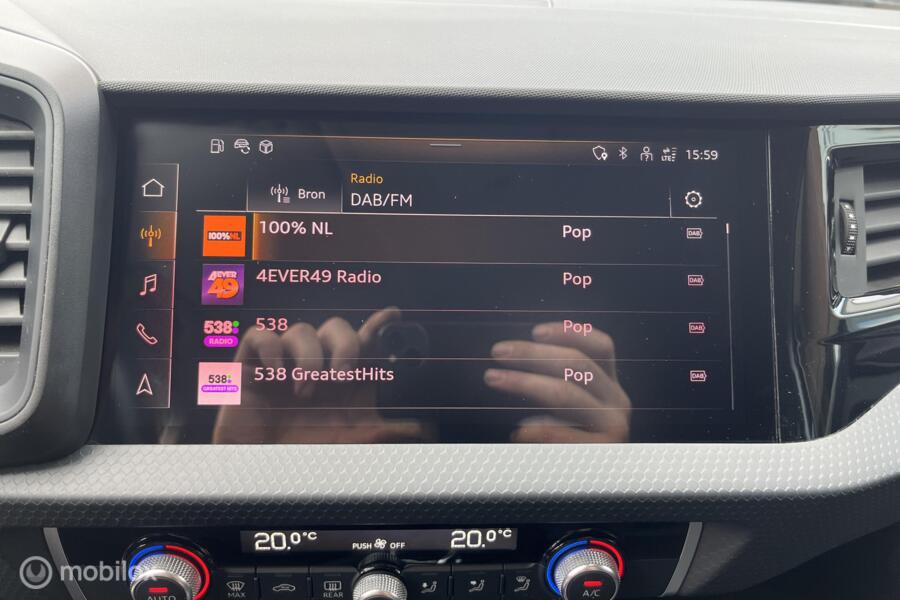 LTE 15:59
Bron
Radio
DAB/FM
100%NL 100% NL Pop DAB
4EVER 49 4EVER49 Radio Pop DAB
538 RADIO 538 Pop DAB
538 GREATEST HITS 538 GreatestHits Pop DAB
20.0°C PUSH OFF 20.0°C
AUTO MAX REAR A/C
mobilox